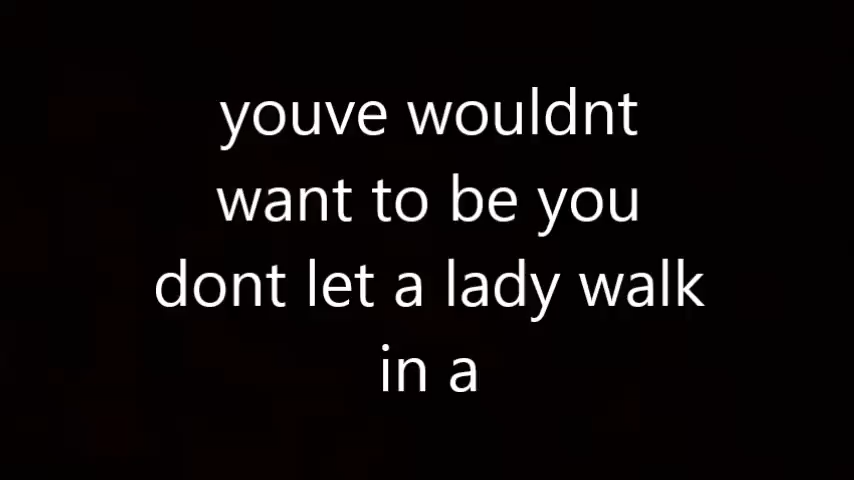 youve wouldnt
want to be you
dont let a lady walk
in a